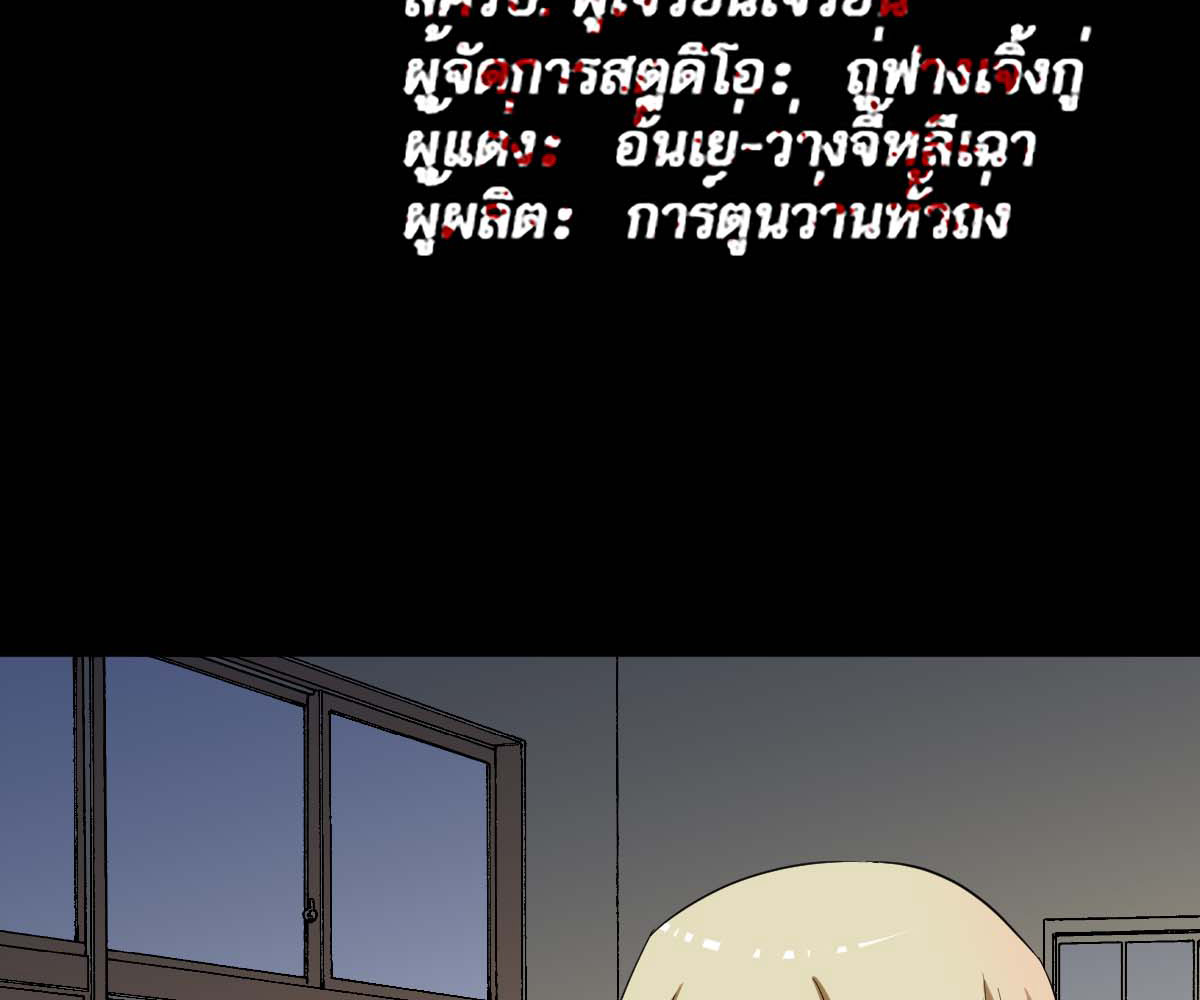 ผู้จัดการสตูดิโอ: ถู่ฟางเจิ้งกู่
ผู้แต่ง: อันเย่-ว่างจี้หลีเฉา
ผู้ผลิต: การ์ตูนว่านทั่วถ่ง